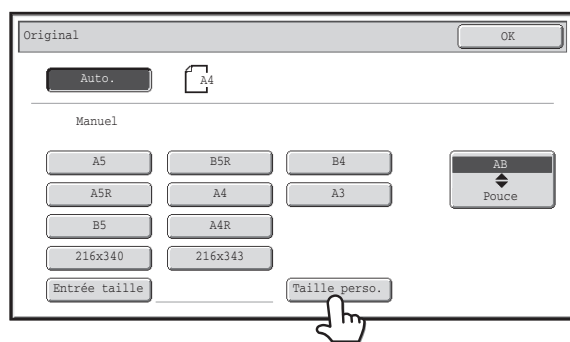 Original OK
Auto. A4
Manuel
A5 B5R B4 AB
A5R A4 A3 Pouce
B5 A4R
216x340 216x343
Entrée taille Taille perso.